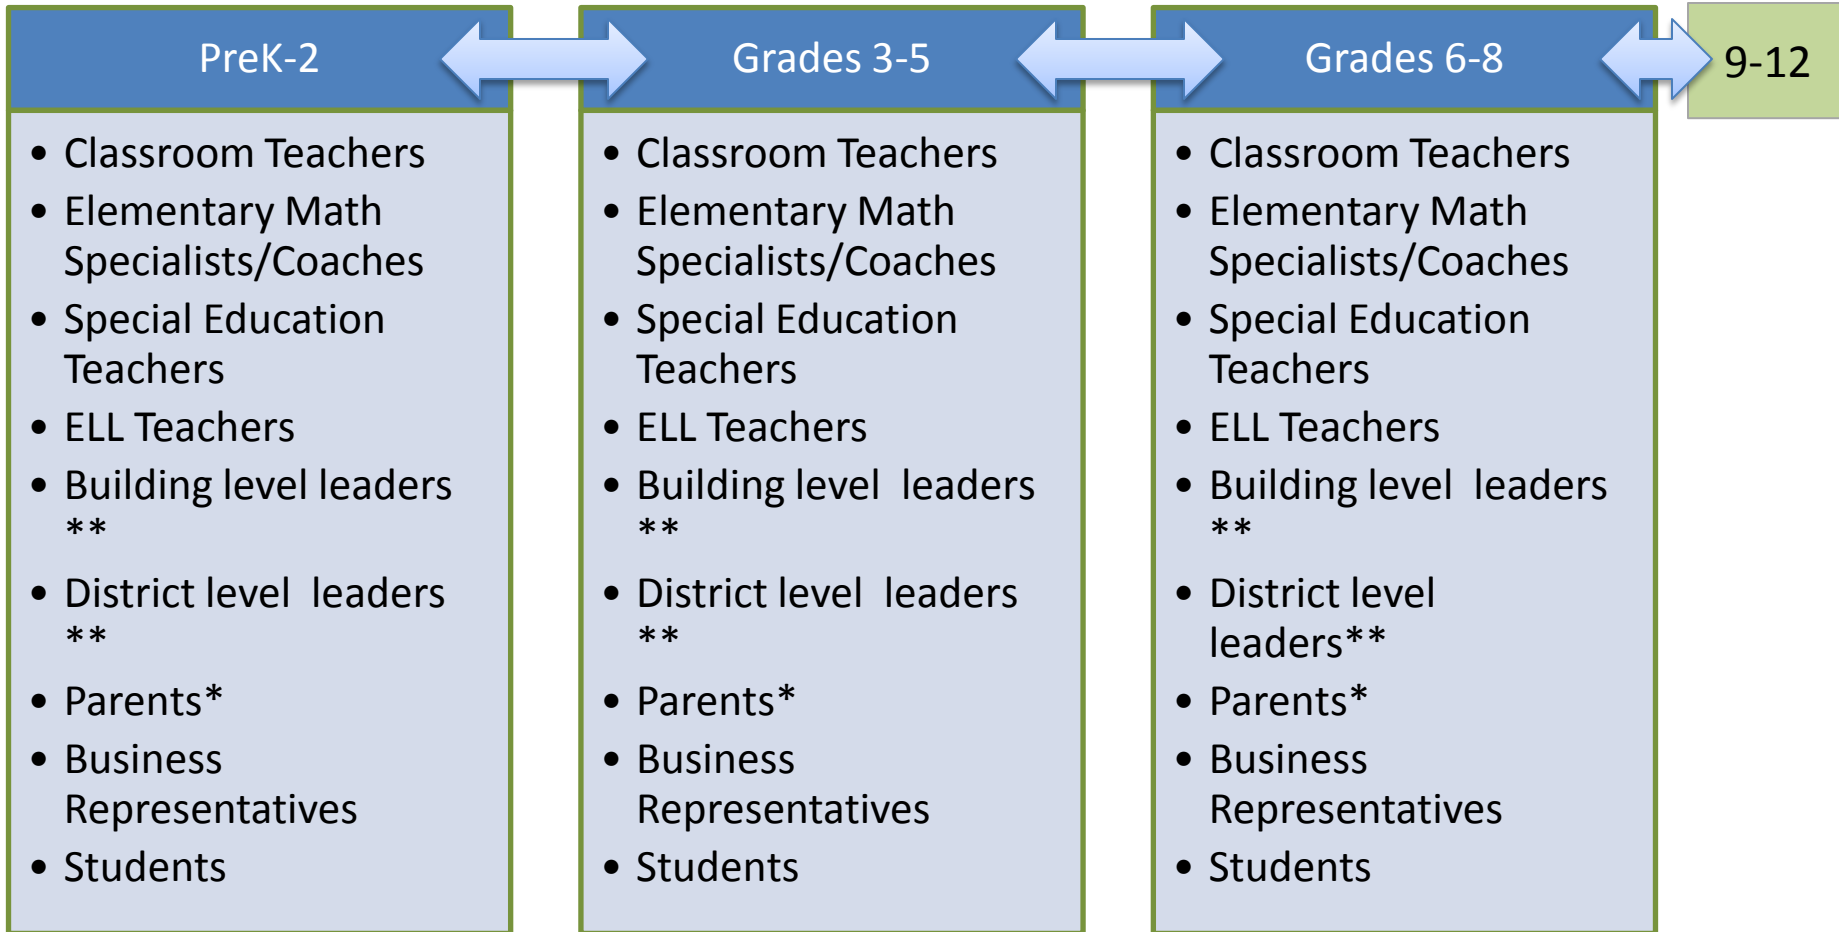 PreK-2
• Classroom Teachers
• Elementary Math
Specialists/Coaches
• Special Education
Teachers
• ELL Teachers
• Building level leaders
**
• District level  leaders
**
• Parents*
• Business
Representatives
• Students
Grades 3-5
• Classroom Teachers
• Elementary Math
Specialists/Coaches
• Special Education
Teachers
• ELL Teachers
• Building level  leaders
**
• District level  leaders
**
• Parents*
• Business
Representatives
• Students
Grades 6-8
• Classroom Teachers
• Elementary Math
Specialists/Coaches
• Special Education
Teachers
• ELL Teachers
• Building level  leaders
**
• District level
leaders**
• Parents*
• Business
Representatives
• Students
9-12